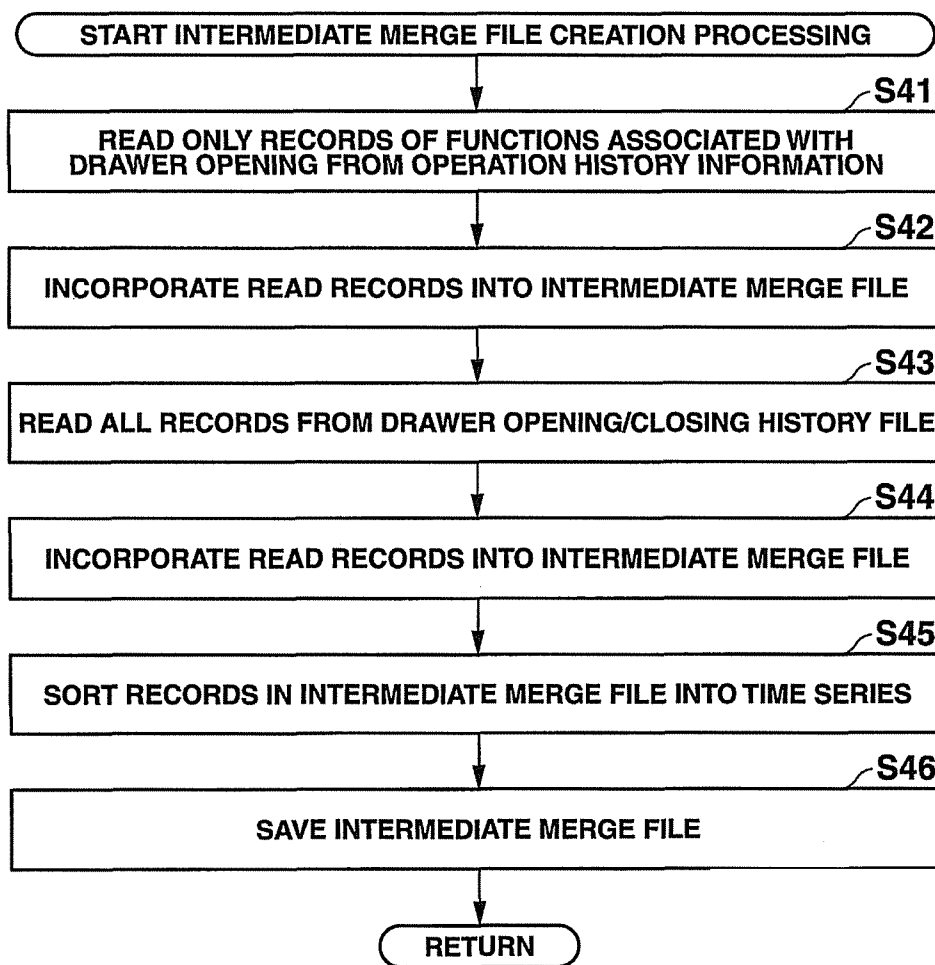 START INTERMEDIATE MERGE FILE CREATION PROCESSING
S41
READ ONLY RECORDS OF FUNCTIONS ASSOCIATED WITH
DRAWER OPENING FROM OPERATION HISTORY INFORMATION
S42
INCORPORATE READ RECORDS INTO INTERMEDIATE MERGE FILE
S43
READ ALL RECORDS FROM DRAWER OPENING/CLOSING HISTORY FILE
S44
INCORPORATE READ RECORDS INTO INTERMEDIATE MERGE FILE
S45
SORT RECORDS IN INTERMEDIATE MERGE FILE INTO TIME SERIES
S46
SAVE INTERMEDIATE MERGE FILE
RETURN